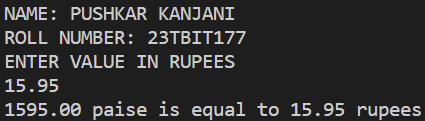 NAME: PUSHKAR KANJANI
ROLL NUMBER: 23TBIT177
ENTER VALUE IN RUPEES
15.95
1595.00 paise is equal to 15.95 rupees